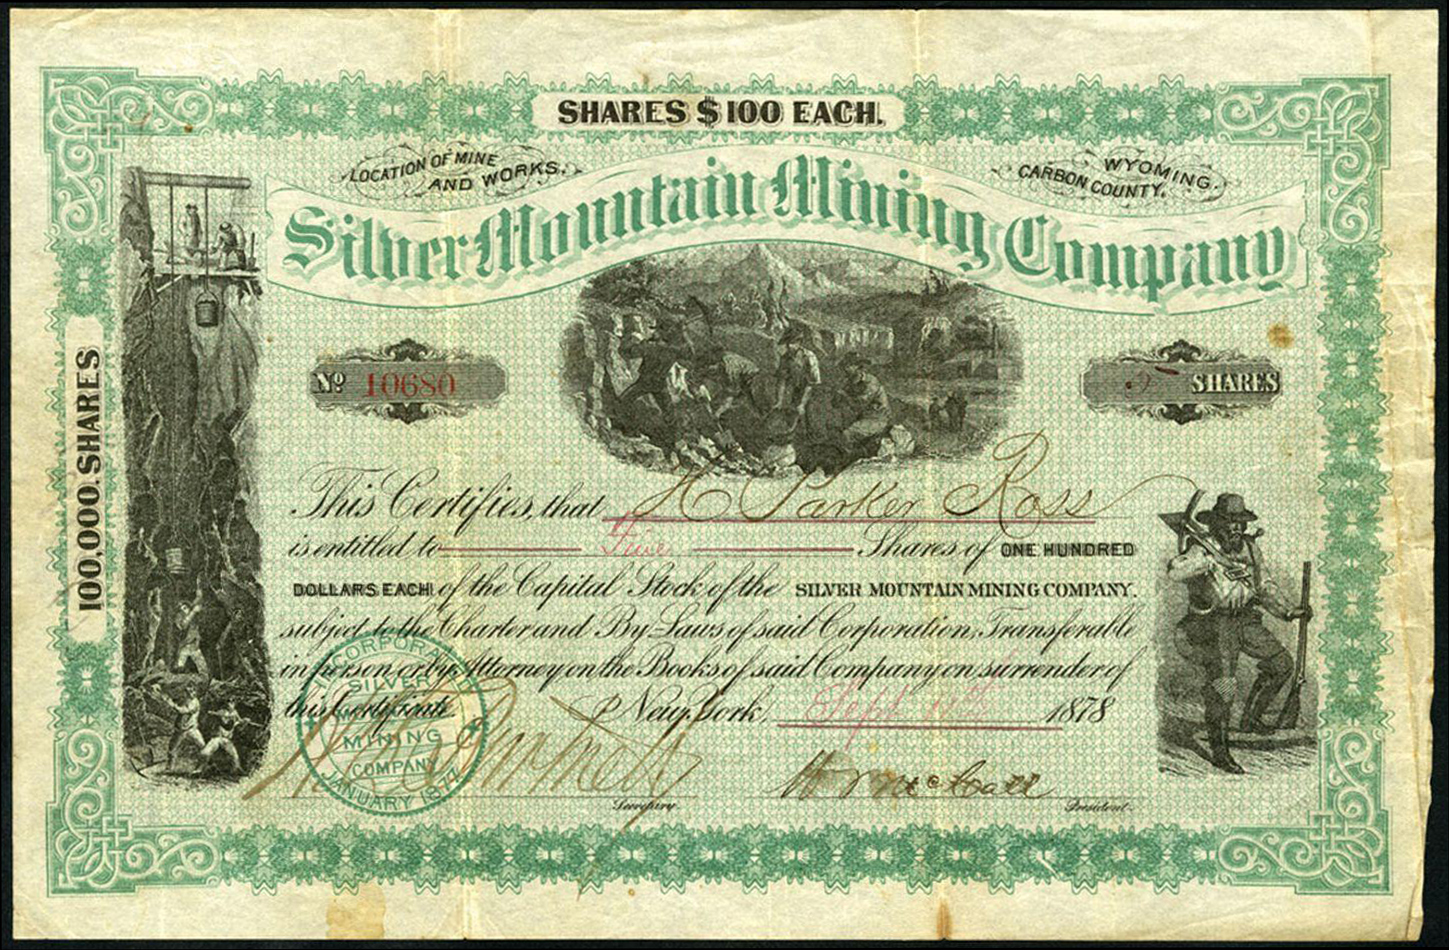 SHARES $100 EACH.
LOCATION OF MINE
AND WORKS.
WYOMING.
CARBON COUNTY.
Silver Mountain Mining Company
100,000 SHARES
Nº 10680
5 SHARES
This Certifies, that H Parker Ross
is entitled to Five Shares of ONE HUNDRED
DOLLARS EACH of the Capital Stock of the SILVER MOUNTAIN MINING COMPANY.
subject to the Charter and By-Laws of said Corporation, Transferable
in person or by Attorney on the Books of said Company on surrender of
this Certificate.
New York, Sept 1878
SILVER
MINING
COMPANY
JANUARY
McCall
Secretary.
President.